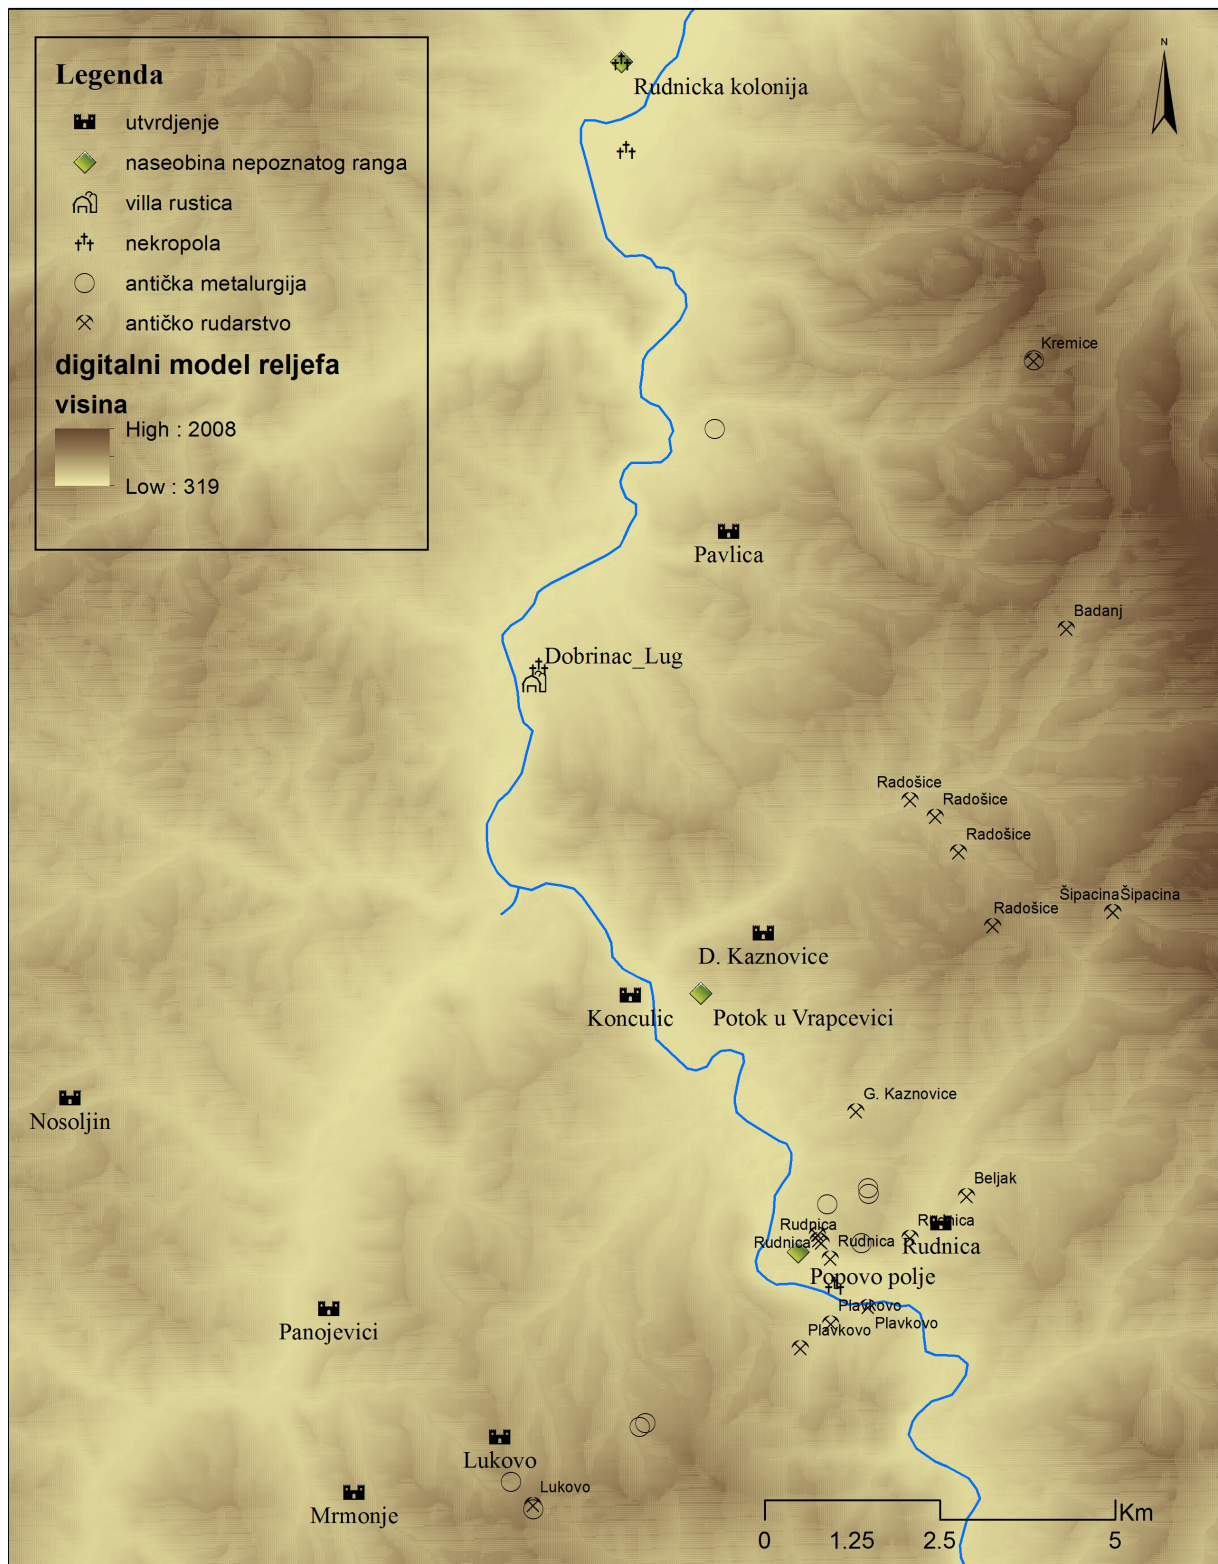 N
Legenda
utvrdjenje
naseobina nepoznatog ranga
villa rustica
nekropola
antička metalurgija
antičko rudarstvo
digitalni model reljefa
visina
High : 2008
Low : 319
Rudnicka kolonija
Kremice
Pavlica
Badanj
Dobrinac_Lug
Radošice
Radošice
Radošice
ŠipacinaŠipacina
Radošice
D. Kaznovice
Konculic
Potok u Vrapcevici
G. Kaznovice
Nosoljin
Beljak
Rudnica
Rudnica
Rudnica
Rudnica
Rudnica
Popovo polje
Plavkovo
Plavkovo
Plavkovo
Panojevici
Lukovo
Lukovo
Mrmonje
Km
0 1.25 2.5 5